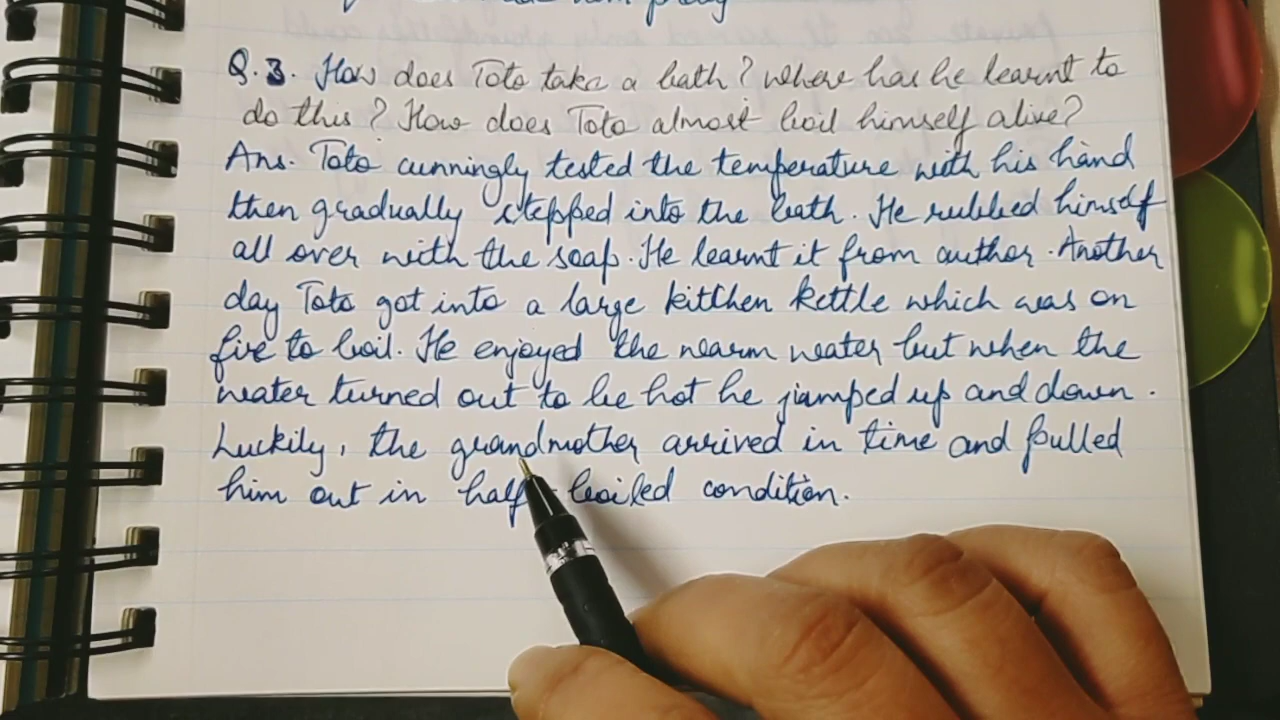 Q.3. How does Toto take a bath? where has he learnt to
do this? How does Toto almost boil himself alive?
Ans. Toto cunningly tested the temperature with his hand
then gradually stepped into the bath. He rubbed himself
all over with the soap. He learnt it from author. Another
day Toto got into a large kitchen kettle which was on
fire to boil. He enjoyed the warm water but when the
water turned out to be hot he jumped up and down.
Luckily, the grandmother arrived in time and pulled
him out in half-boiled condition.